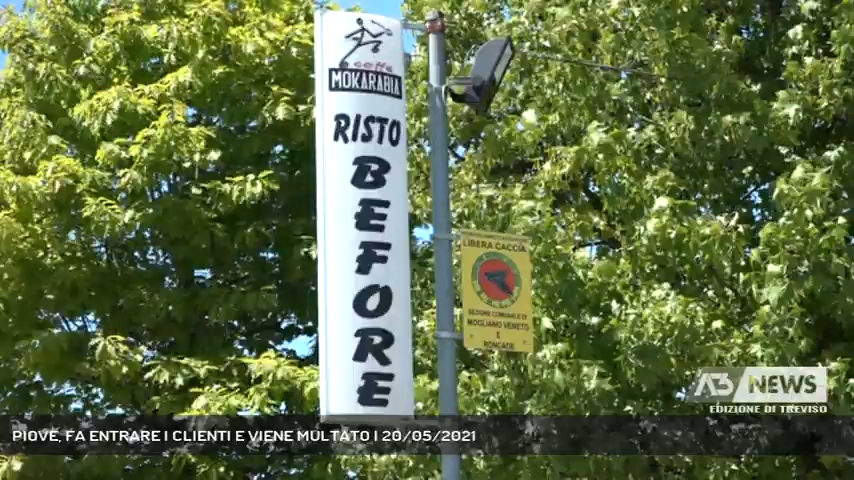 caffè
MOKARABIA
RISTO
BEFORE
LIBERA CACCIA
SEZIONE COMUNALE DI
MOGLIANO VENETO
E
RONCADE
A3 NEWS
EDIZIONE DI TREVISO
PIOVE, FA ENTRARE I CLIENTI E VIENE MULTATO | 20/05/2021